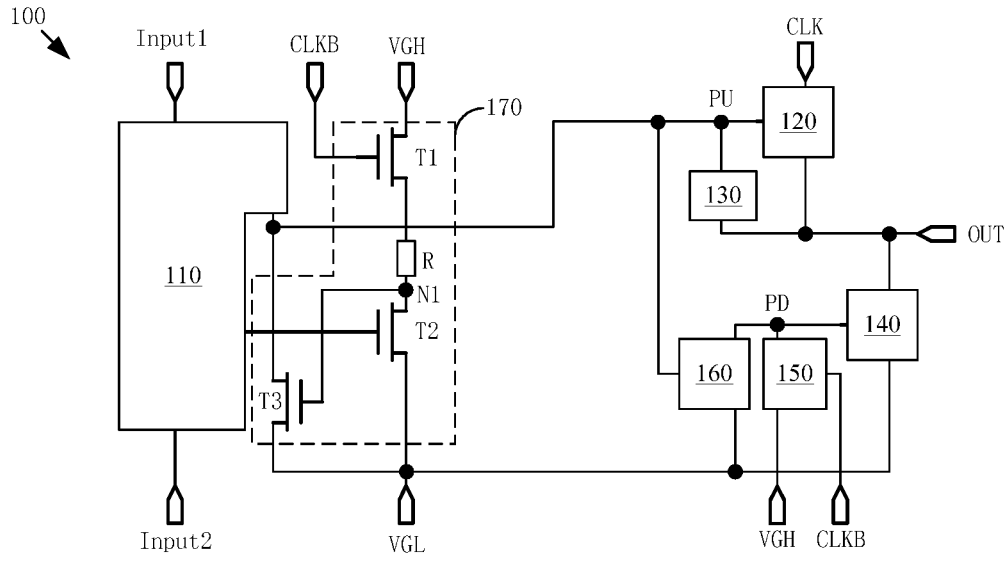 100
Input1
CLKB
VGH
CLK
170
PU
120
T1
130
R
OUT
110
N1
PD
T2
140
160
150
T3
Input2
VGL
VGH
CLKB